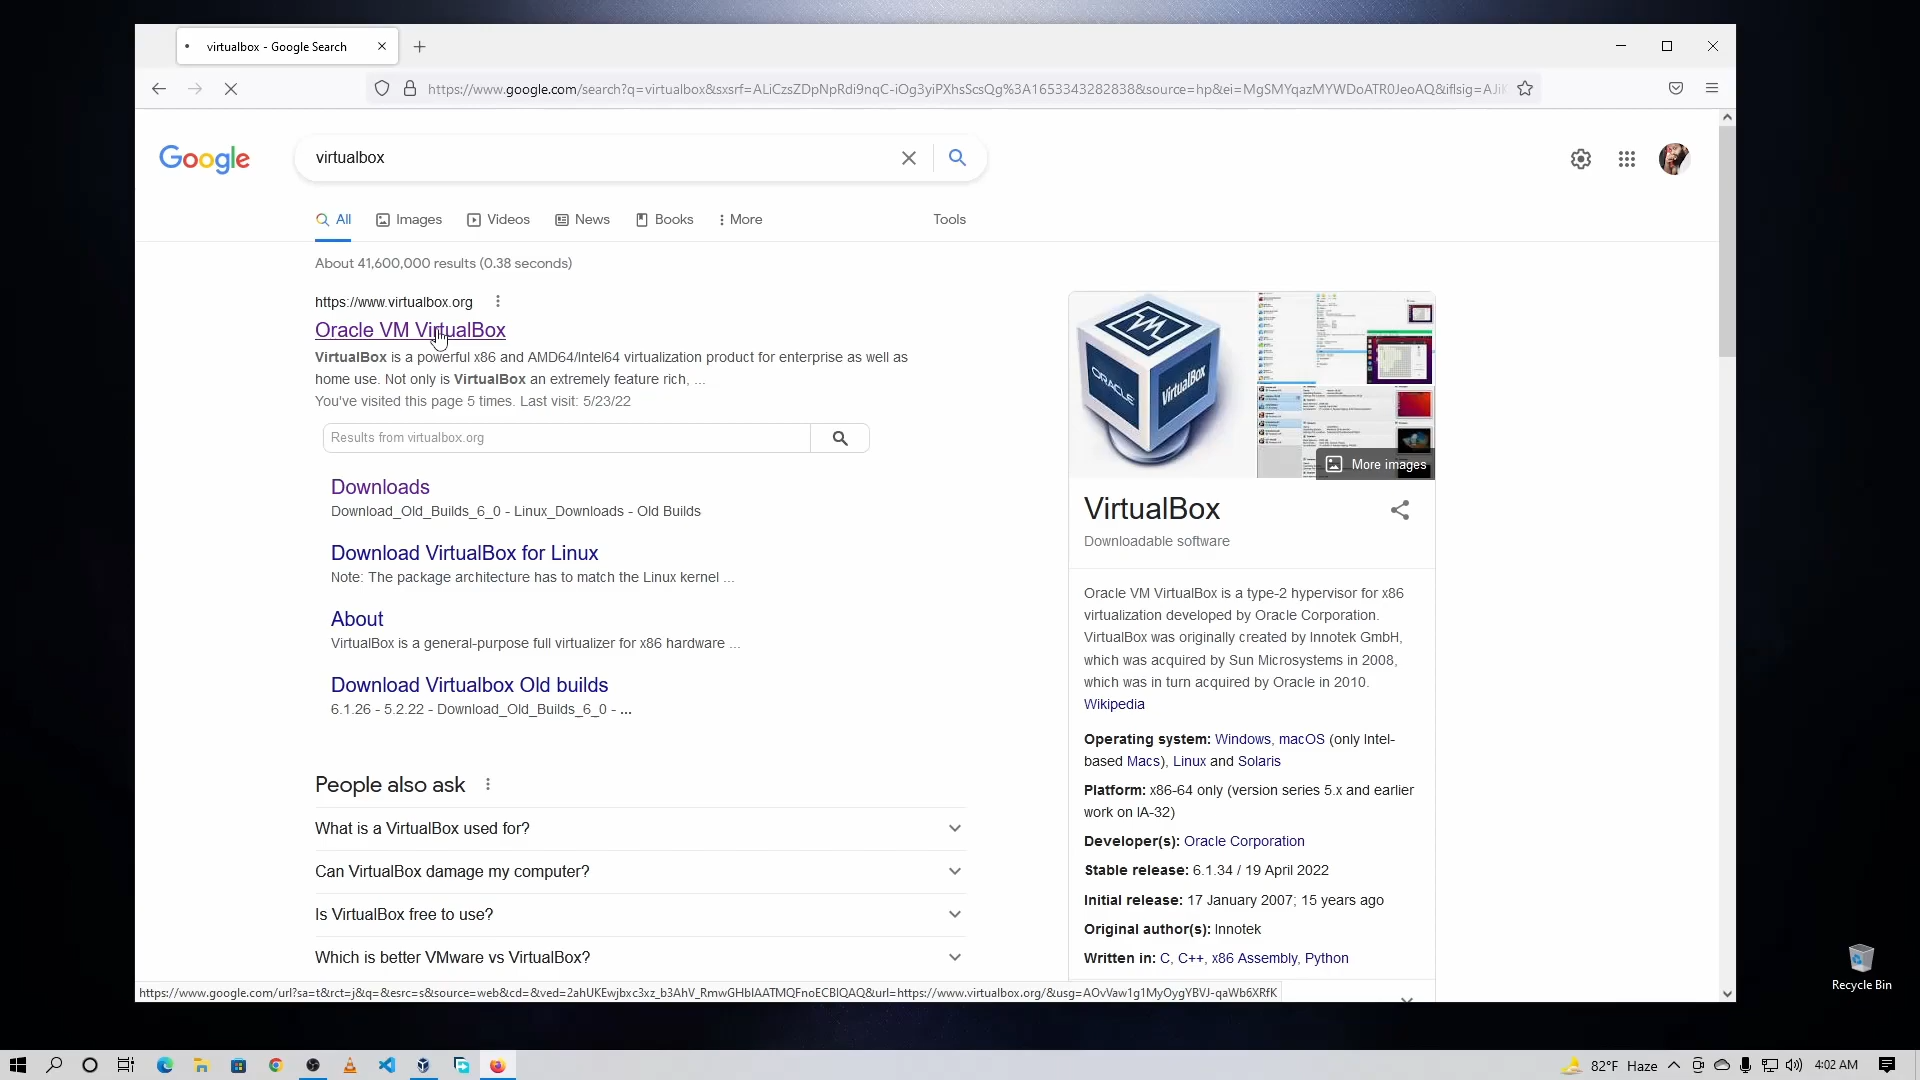 virtualbox - Google Search
https://www.google.com/search?q=virtualbox&sxsrf=ALiCzsZDpNpRdi9nqC-iOg3yiPXhsScsQg%3A1653343282838&source=hp&ei=MgSMYqazMYWDoATR0JeoAQ&iflsig=AJiK
Google
virtualbox
All Images Videos News Books More Tools
About 41,600,000 results (0.38 seconds)
https://www.virtualbox.org
Oracle VM VirtualBox
VirtualBox is a powerful x86 and AMD64/Intel64 virtualization product for enterprise as well as
home use. Not only is VirtualBox an extremely feature rich, ...
You've visited this page 5 times. Last visit: 5/23/22
Results from virtualbox.org
Downloads
Download_Old_Builds_6_0 - Linux_Downloads - Old Builds
Download VirtualBox for Linux
Note: The package architecture has to match the Linux kernel ...
About
VirtualBox is a general-purpose full virtualizer for x86 hardware ...
Download Virtualbox Old builds
6.1.26 - 5.2.22 - Download_Old_Builds_6_0 - ...
People also ask
What is a VirtualBox used for?
Can VirtualBox damage my computer?
Is VirtualBox free to use?
Which is better VMware vs VirtualBox?
ORACLE
VirtualBox
More images
VirtualBox
Downloadable software
Oracle VM VirtualBox is a type-2 hypervisor for x86
virtualization developed by Oracle Corporation.
VirtualBox was originally created by Innotek GmbH,
which was acquired by Sun Microsystems in 2008,
which was in turn acquired by Oracle in 2010.
Wikipedia
Operating system: Windows, macOS (only Intel-
based Macs), Linux and Solaris
Platform: x86-64 only (version series 5.x and earlier
work on IA-32)
Developer(s): Oracle Corporation
Stable release: 6.1.34 / 19 April 2022
Initial release: 17 January 2007; 15 years ago
Original author(s): Innotek
Written in: C, C++, x86 Assembly, Python
https://www.google.com/url?sa=t&rct=j&q=&esrc=s&source=web&cd=&ved=2ahUKEwjbxc3xz_b3AhV_RmwGHblAATMQFnoECBIQAQ&url=https://www.virtualbox.org/&usg=AOvVaw1g1MyOygYBVJ-qaWb6XRfK
Recycle Bin
82°F Haze
4:02 AM